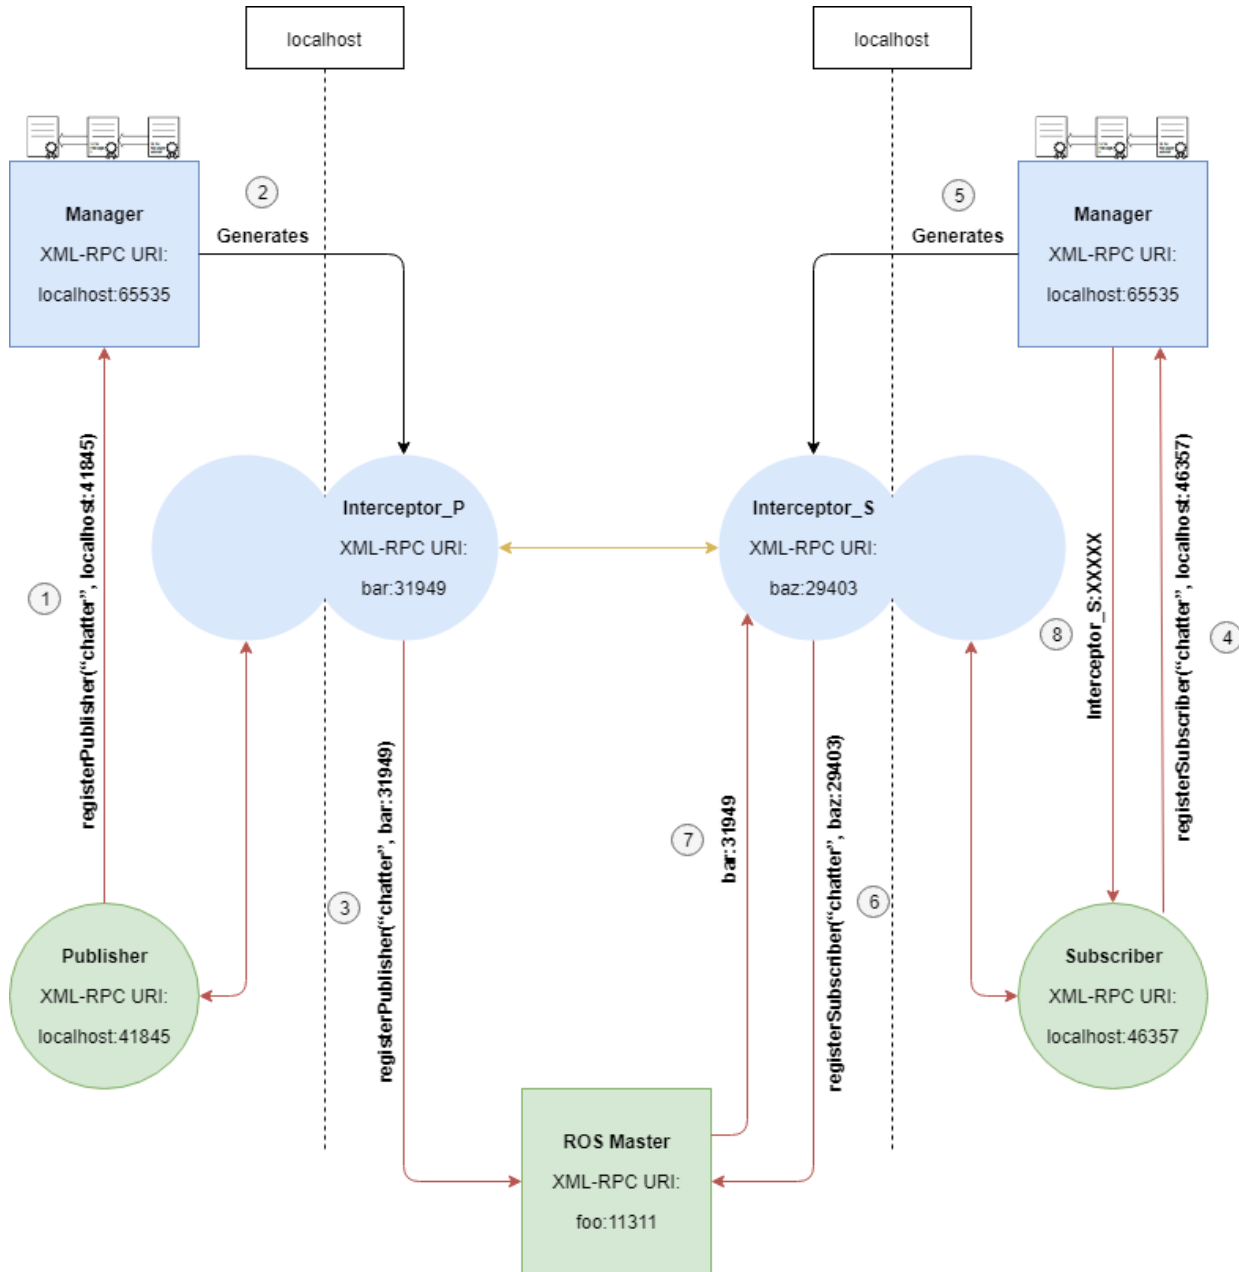 localhost
localhost
Manager
XML-RPC URI:
localhost:65535
2
Generates
5
Generates
Manager
XML-RPC URI:
localhost:65535
1
registerPublisher(“chatter”, localhost:41845)
Interceptor_P
XML-RPC URI:
bar:31949
Interceptor_S
XML-RPC URI:
baz:29403
8
Interceptor_S:XXXXX
registerSubscriber(“chatter”, localhost:46357)
4
3
registerPublisher(“chatter”, bar:31949)
7
bar:31949
registerSubscriber(“chatter”, baz:29403)
6
Publisher
XML-RPC URI:
localhost:41845
Subscriber
XML-RPC URI:
localhost:46357
ROS Master
XML-RPC URI:
foo:11311